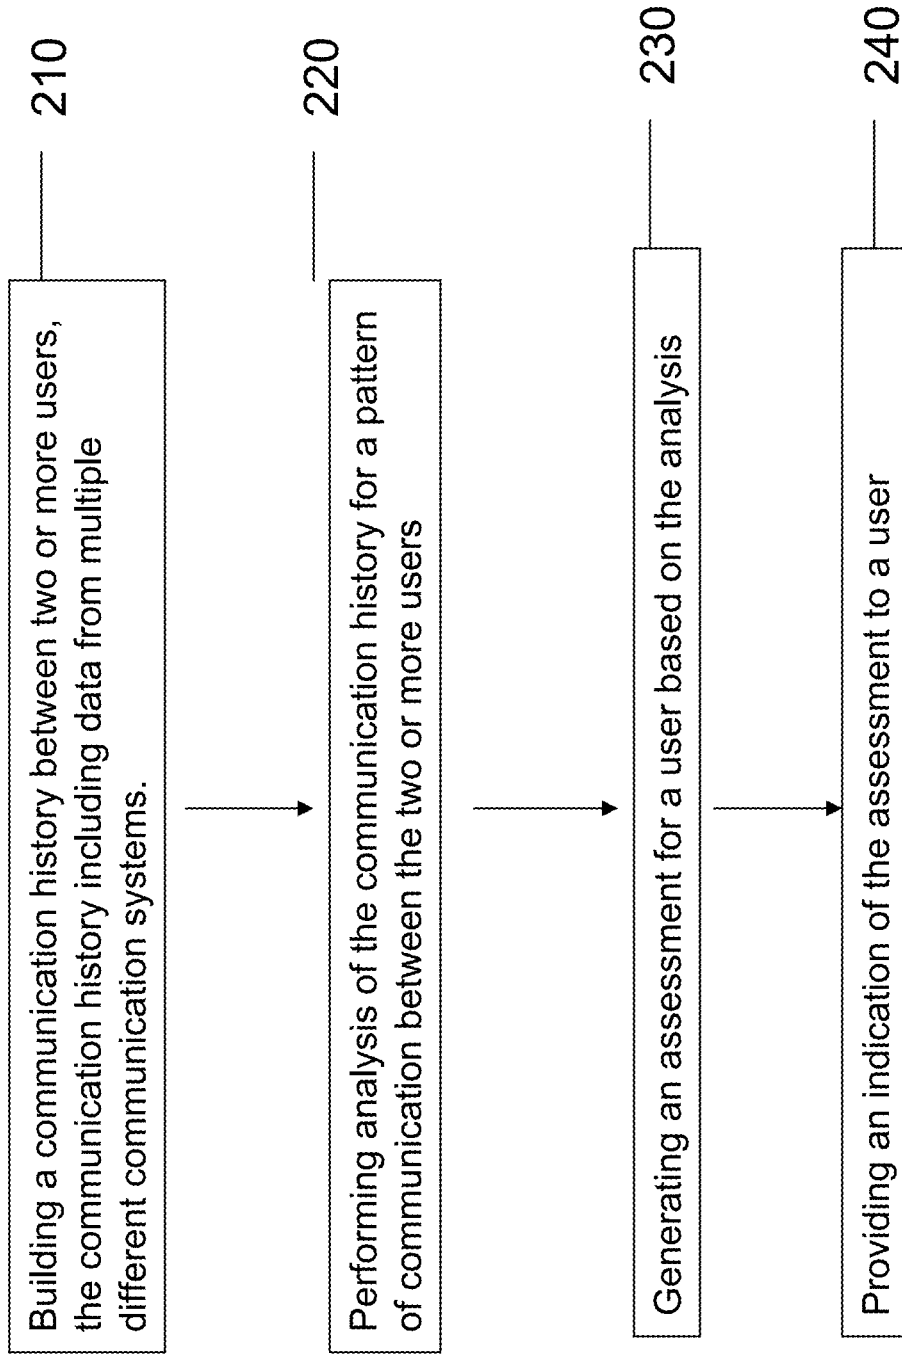 Building a communication history between two or more users,
the communication history including data from multiple
different communication systems.
210
Performing analysis of the communication history for a pattern
of communication between the two or more users
220
Generating an assessment for a user based on the analysis
230
Providing an indication of the assessment to a user
240